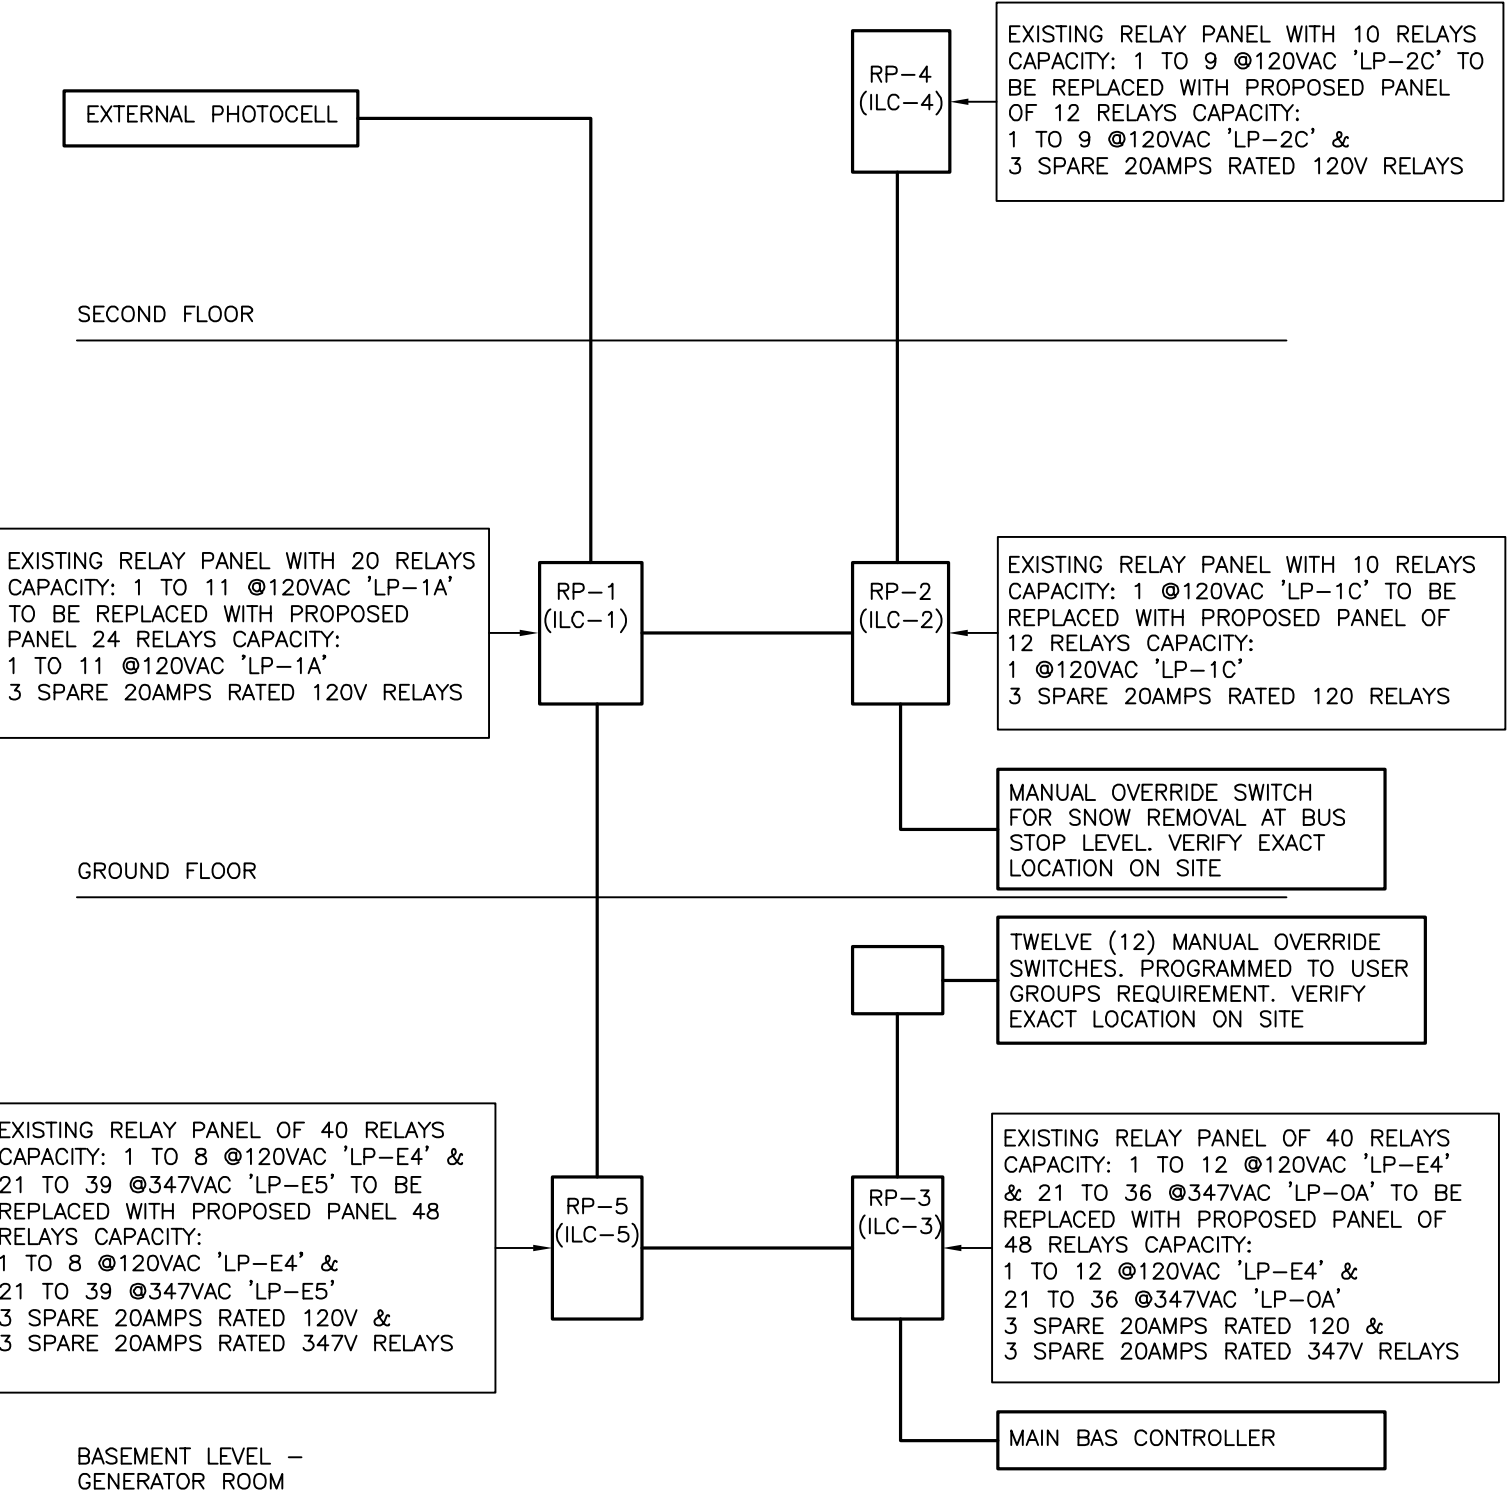 EXTERNAL PHOTOCELL
RP-4
(ILC-4)
EXISTING RELAY PANEL WITH 10 RELAYS
CAPACITY: 1 TO 9 @120VAC 'LP-2C' TO
BE REPLACED WITH PROPOSED PANEL
OF 12 RELAYS CAPACITY:
1 TO 9 @120VAC 'LP-2C' &
3 SPARE 20AMPS RATED 120V RELAYS
SECOND FLOOR
EXISTING RELAY PANEL WITH 20 RELAYS
CAPACITY: 1 TO 11 @120VAC 'LP-1A'
TO BE REPLACED WITH PROPOSED
PANEL 24 RELAYS CAPACITY:
1 TO 11 @120VAC 'LP-1A'
3 SPARE 20AMPS RATED 120V RELAYS
RP-1
(ILC-1)
RP-2
(ILC-2)
EXISTING RELAY PANEL WITH 10 RELAYS
CAPACITY: 1 @120VAC 'LP-1C' TO BE
REPLACED WITH PROPOSED PANEL OF
12 RELAYS CAPACITY:
1 @120VAC 'LP-1C'
3 SPARE 20AMPS RATED 120 RELAYS
MANUAL OVERRIDE SWITCH
FOR SNOW REMOVAL AT BUS
STOP LEVEL. VERIFY EXACT
LOCATION ON SITE
GROUND FLOOR
TWELVE (12) MANUAL OVERRIDE
SWITCHES. PROGRAMMED TO USER
GROUPS REQUIREMENT. VERIFY
EXACT LOCATION ON SITE
EXISTING RELAY PANEL OF 40 RELAYS
CAPACITY: 1 TO 8 @120VAC 'LP-E4' &
21 TO 39 @347VAC 'LP-E5' TO BE
REPLACED WITH PROPOSED PANEL 48
RELAYS CAPACITY:
1 TO 8 @120VAC 'LP-E4' &
21 TO 39 @347VAC 'LP-E5'
3 SPARE 20AMPS RATED 120V &
3 SPARE 20AMPS RATED 347V RELAYS
RP-5
(ILC-5)
RP-3
(ILC-3)
EXISTING RELAY PANEL OF 40 RELAYS
CAPACITY: 1 TO 12 @120VAC 'LP-E4'
& 21 TO 36 @347VAC 'LP-OA' TO BE
REPLACED WITH PROPOSED PANEL OF
48 RELAYS CAPACITY:
1 TO 12 @120VAC 'LP-E4' &
21 TO 36 @347VAC 'LP-OA'
3 SPARE 20AMPS RATED 120 &
3 SPARE 20AMPS RATED 347V RELAYS
MAIN BAS CONTROLLER
BASEMENT LEVEL -
GENERATOR ROOM